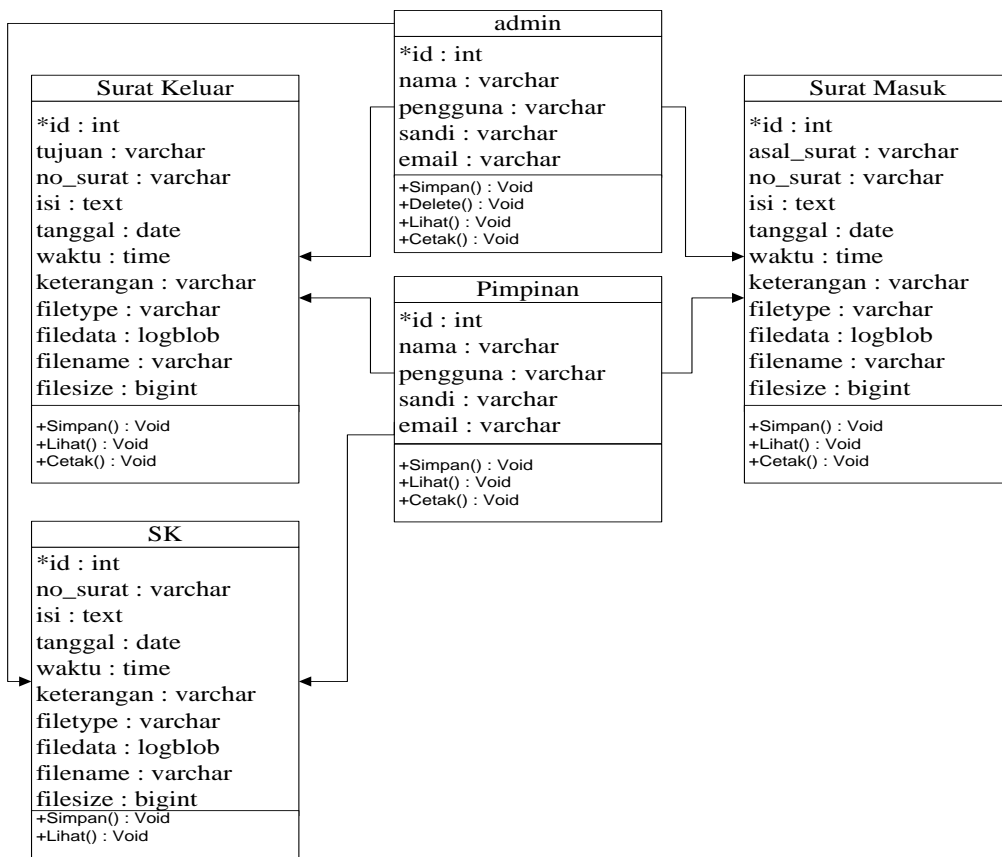 admin
*id : int
nama : varchar
pengguna : varchar
sandi : varchar
email : varchar
+Simpan() : Void
+Delete() : Void
+Lihat() : Void
+Cetak() : Void
Surat Keluar
*id : int
tujuan : varchar
no_surat : varchar
isi : text
tanggal : date
waktu : time
keterangan : varchar
filetype : varchar
filedata : logblob
filename : varchar
filesize : bigint
+Simpan() : Void
+Lihat() : Void
+Cetak() : Void
Surat Masuk
*id : int
asal_surat : varchar
no_surat : varchar
isi : text
tanggal : date
waktu : time
keterangan : varchar
filetype : varchar
filedata : logblob
filename : varchar
filesize : bigint
+Simpan() : Void
+Lihat() : Void
+Cetak() : Void
Pimpinan
*id : int
nama : varchar
pengguna : varchar
sandi : varchar
email : varchar
+Simpan() : Void
+Lihat() : Void
+Cetak() : Void
SK
*id : int
no_surat : varchar
isi : text
tanggal : date
waktu : time
keterangan : varchar
filetype : varchar
filedata : logblob
filename : varchar
filesize : bigint
+Simpan() : Void
+Lihat() : Void